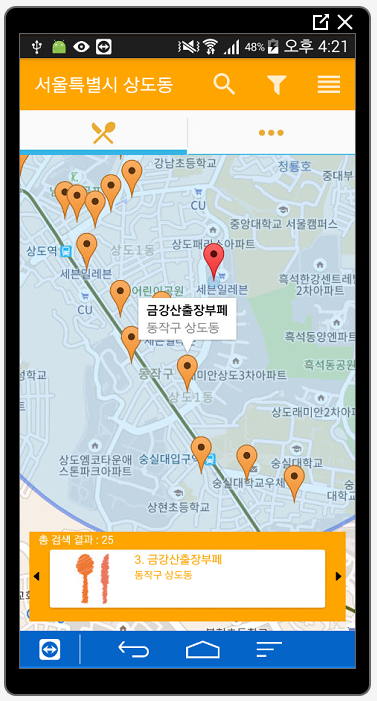 48% 오후 4:21
서울특별시 상도동
강남초등학교
청룡호
중대부
CU
중앙대학교 서울캠퍼스
상도1동
상도파리스아파트
상도역
세븐일레븐
세븐일레븐
흑석한강센트레빌
2차아파트
어린이공원
CU
금강산출장부페
동작구 상도동
흑석동양아파트
흑석동
동작구
래미안상도3차아파트
상도1동
상도래미안2차아파트
상도엠코타운애
스톤파크아파트
숭실대입구역
숭실대학교
숭실대학교우체
상현초등학교
총 검색 결과 : 25
3. 금강산출장부페
동작구 상도동